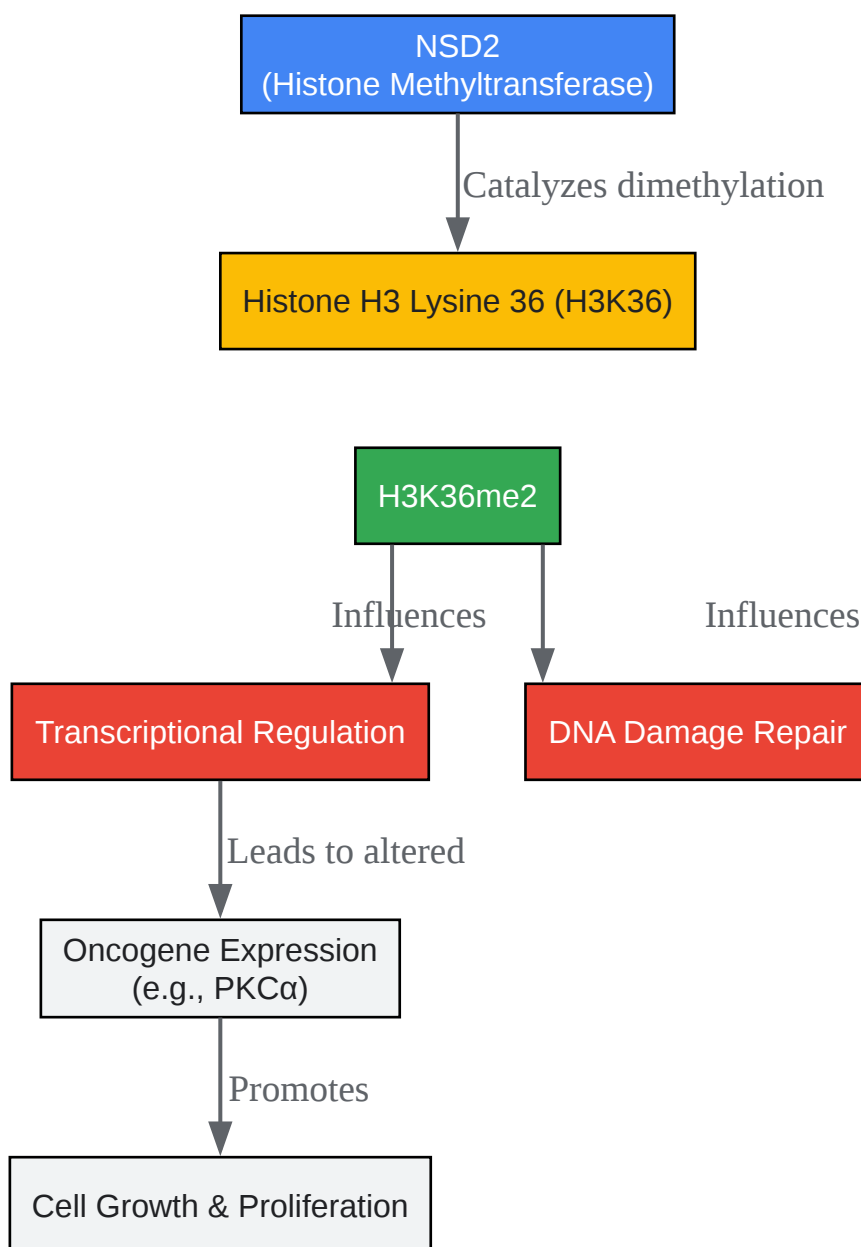 NSD2
(Histone Methyltransferase)
Catalyzes dimethylation
Histone H3 Lysine 36 (H3K36)
H3K36me2
Influences
Influences
Transcriptional Regulation
DNA Damage Repair
Leads to altered
Oncogene Expression
(e.g., PKCα)
Promotes
Cell Growth & Proliferation